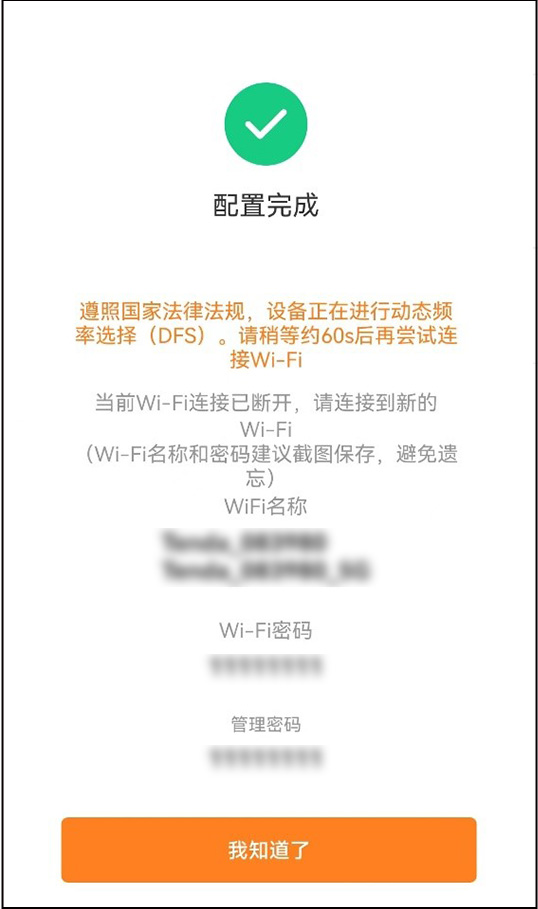 配置完成
遵照国家法律法规，设备正在进行动态频
率选择（DFS）。请稍等约60s后再尝试连
接Wi-Fi
当前Wi-Fi连接已断开，请连接到新的
Wi-Fi
（Wi-Fi名称和密码建议截图保存，避免遗
忘）
WiFi名称
Wi-Fi密码
管理密码
我知道了